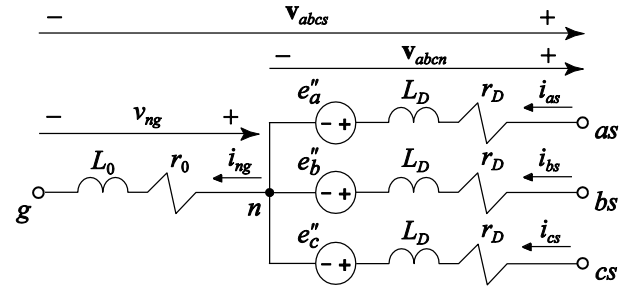 − v_abcs +
− v_abcn +
e''_a L_D r_D i_as as
− +
− v_ng +
L_0 r_0 i_ng e''_b L_D r_D i_bs bs
− +
g n
e''_c L_D r_D i_cs cs
− +